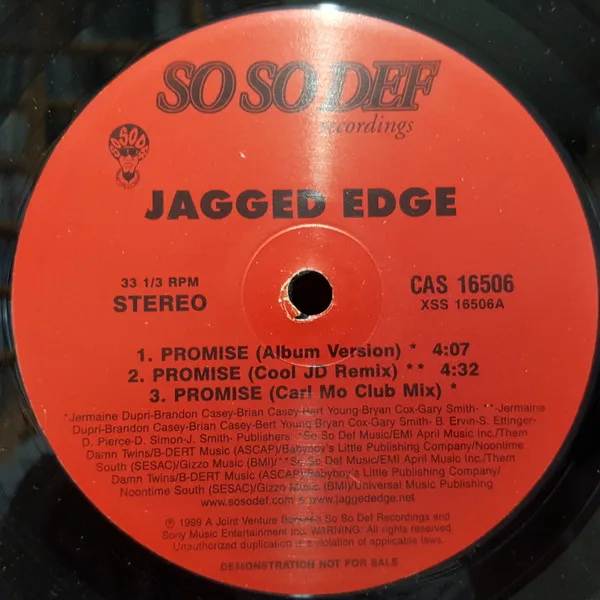 SO SO DEF
recordings
SO SO DEF
JAGGED EDGE
33 1/3 RPM
STEREO
CAS 16506
XSS 16506A
1. PROMISE (Album Version) * 4:07
2. PROMISE (Cool JD Remix) ** 4:32
3. PROMISE (Carl Mo Club Mix) *
*Jermaine Dupri-Brandon Casey-Brian Casey-Bert Young-Bryan Cox-Gary Smith- **-Jermaine
Dupri-Brandon Casey-Brian Casey-Bert Young Bryan Cox-Gary Smith- B. Ervin-S. Ettinger-
D. Pierce-D. Simon-J. Smith- Publishers *So So Def Music/EMI April Music Inc./Them
Damn Twins/B-DERT Music (ASCAP)/Babyboy's Little Publishing Company/Noontime
South (SESAC)/Gizzo Music (BMI)/**So So Def Music/EMI April Music Inc./Them
Damn Twins/B-DERT Music (ASCAP)/Babyboy's Little Publishing Company/
Noontime South (SESAC)/Gizzo Music (BMI)/Universal Music Publishing
www.sosodef.com & www.jaggededge.net
℗ 1999 A Joint Venture Between So So Def Recordings and
Sony Music Entertainment Inc. WARNING: All rights reserved.
Unauthorized duplication is a violation of applicable laws.
DEMONSTRATION NOT FOR SALE